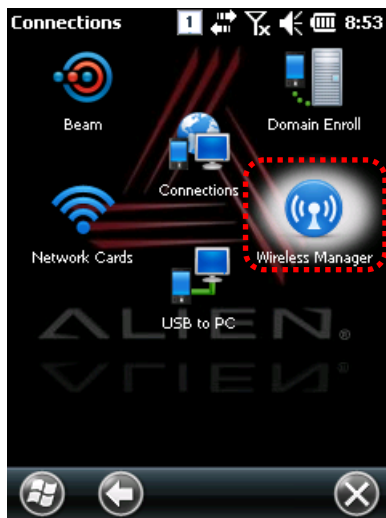 Connections 1 8:53
Beam
Domain Enroll
Connections
Network Cards
Wireless Manager
USB to PC
ALIEN®